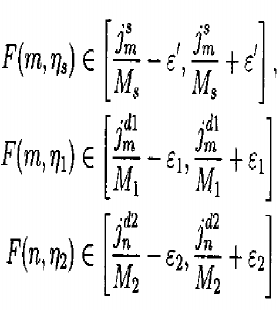 F(m, η_s) ∈ [ j_m^s / M_s − ε′, j_m^s / M_s + ε′ ],
F(m, η_1) ∈ [ j_m^{d1} / M_1 − ε_1, j_m^{d1} / M_1 + ε_1 ]
F(n, η_2) ∈ [ j_n^{d2} / M_2 − ε_2, j_n^{d2} / M_2 + ε_2 ]